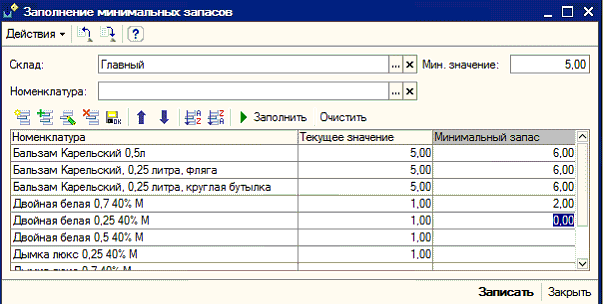 Заполнение минимальных запасов
Действия
Склад: Главный ... × Мин. значение: 5,00
Номенклатура: ... ×
Заполнить Очистить
Номенклатура Текущее значение Минимальный запас
Бальзам Карельский 0,5л 5,00 6,00
Бальзам Карельский, 0,25 литра, фляга 5,00 6,00
Бальзам Карельский, 0,25 литра, круглая бутылка 5,00 6,00
Двойная белая 0,7 40% М 1,00 2,00
Двойная белая 0,25 40% М 1,00 0,00
Двойная белая 0,5 40% М 1,00
Дымка люкс 0,25 40% М 1,00
Записать Закрыть